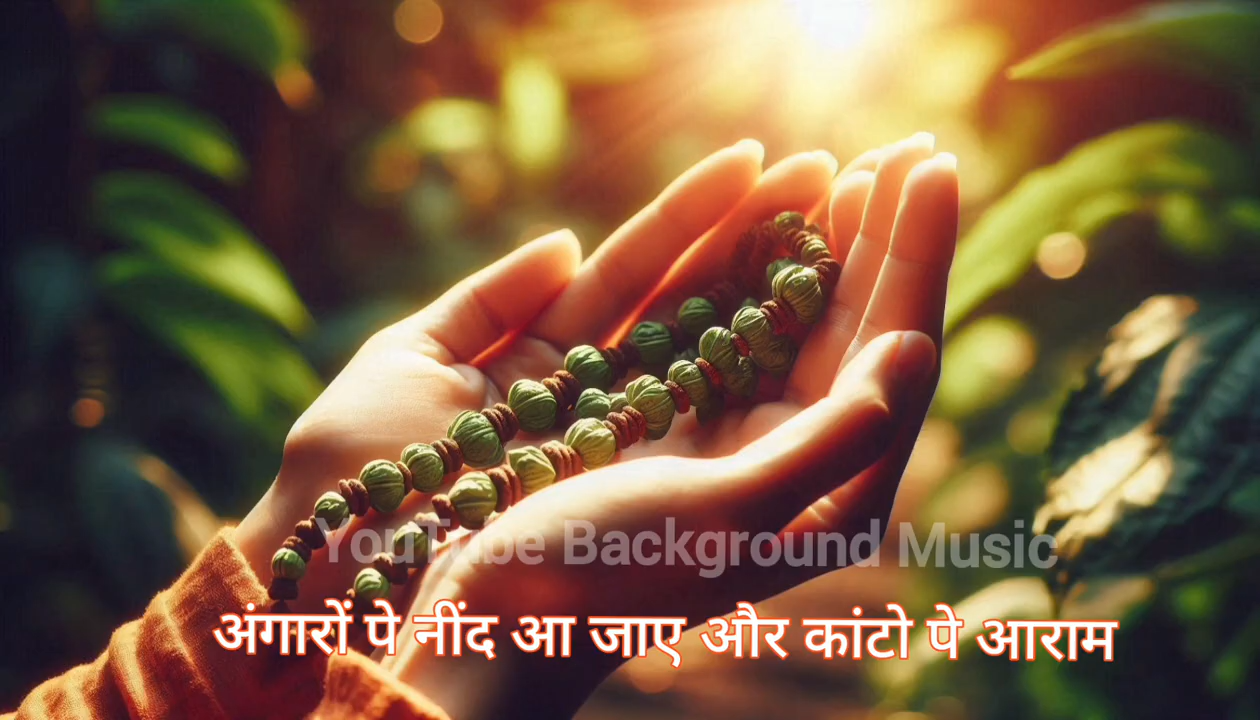 YouTube Background Music
अंगारों पे नींद आ जाए और कांटो पे आराम